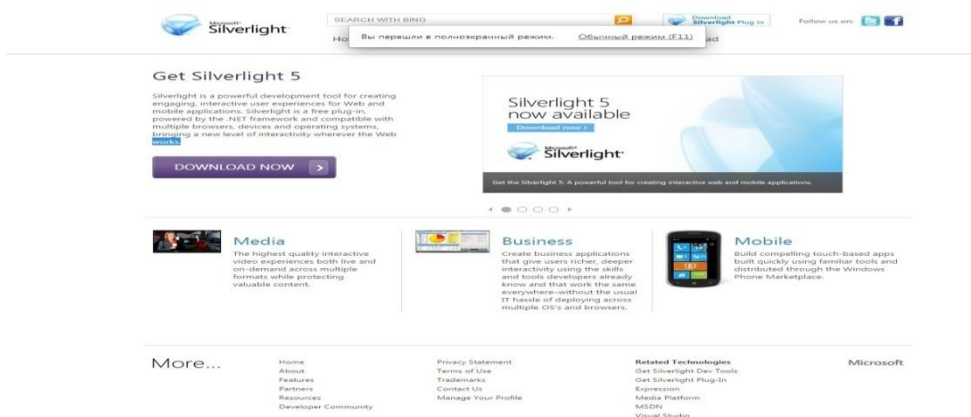 Microsoft®
Silverlight™
SEARCH WITH BING
Download
Silverlight Plug in
Follow us on:
Вы перешли в полноэкранный режим. Обычный режим (F11)
Get Silverlight 5
Silverlight is a powerful development tool for creating
engaging, interactive user experiences for Web and
mobile applications. Silverlight is a free plug-in,
powered by the .NET framework and compatible with
multiple browsers, devices and operating systems,
bringing a new level of interactivity wherever the Web
works.
DOWNLOAD NOW
Silverlight 5
now available
Download now
Microsoft®
Silverlight™
Get the Silverlight 5: A powerful tool for creating interactive web and mobile applications.
Media
The highest quality interactive
video experiences both live and
on-demand across multiple
formats while protecting
valuable content.
Business
Create business applications
that give users richer, deeper
interactivity using the skills
and tools developers already
know and that work the same
everywhere–without the usual
IT hassle of deploying across
multiple OS's and browsers.
Mobile
Build compelling touch-based apps
built quickly using familiar tools and
distributed through the Windows
Phone Marketplace.
More...
Home
About
Features
Partners
Resources
Developer Community
Privacy Statement
Terms of Use
Trademarks
Contact Us
Manage Your Profile
Related Technologies
Get Silverlight Dev Tools
Get Silverlight Plug-In
Expression
Media Platform
MSDN
Visual Studio
Microsoft